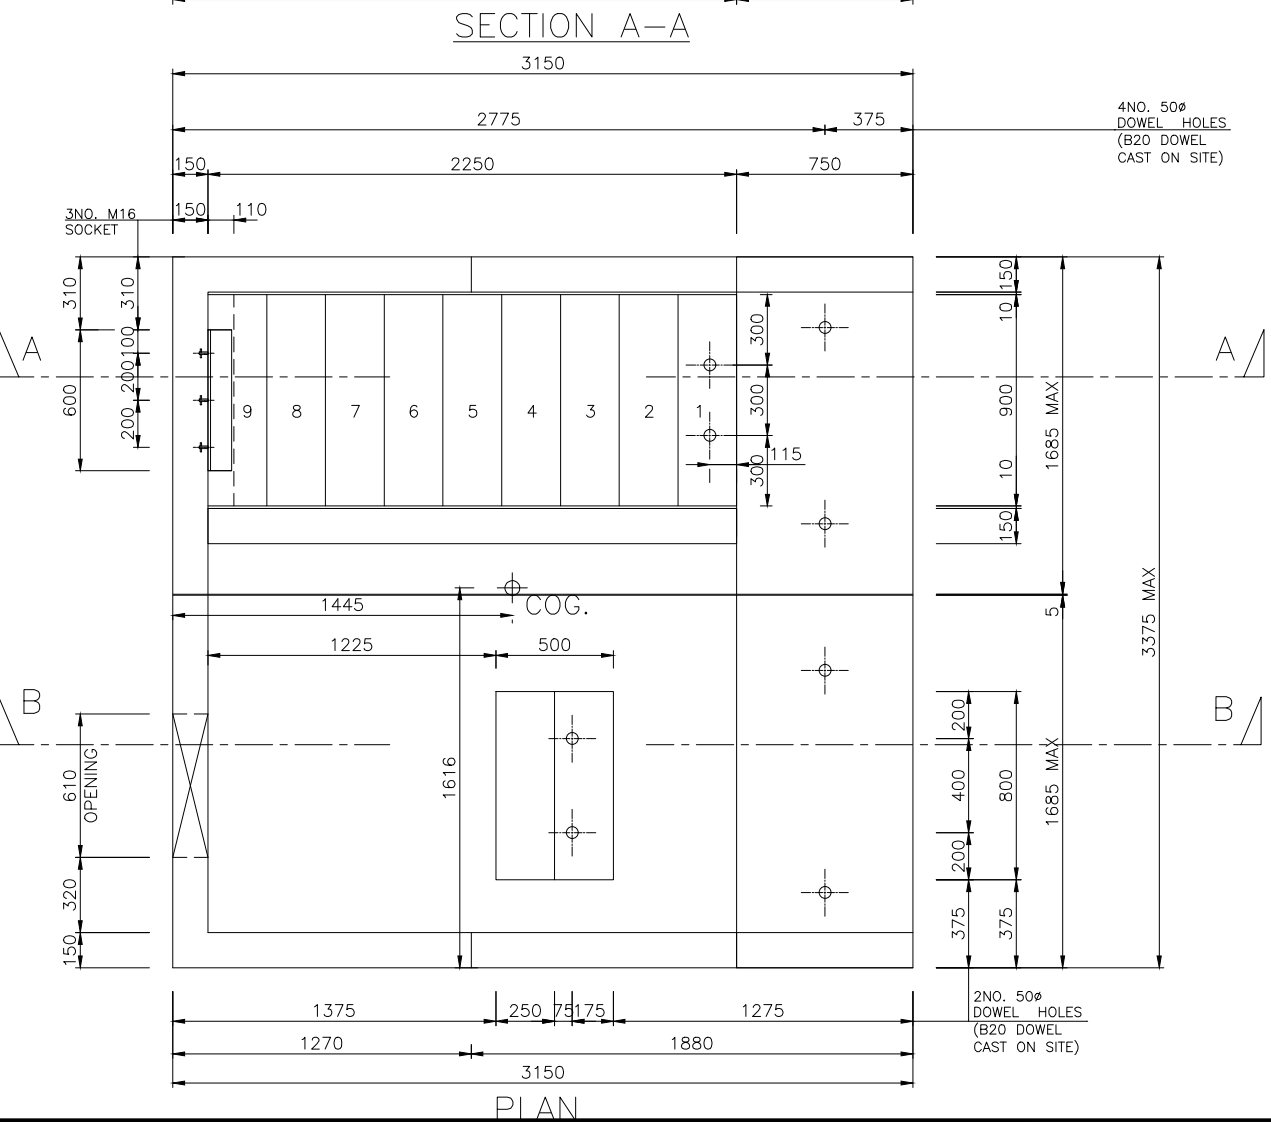 SECTION A-A
3150
4NO. 50ø
DOWEL HOLES
(B20 DOWEL
CAST ON SITE)
2775
375
150
2250
750
3NO. M16
SOCKET
150
110
310
310
150
10
100
300
A
A
200
600
9
8
7
6
5
4
3
2
1
300
900
1685 MAX
200
115
300
10
150
COG.
1445
5
3375 MAX
1225
500
B
B
200
610
OPENING
1616
400
800
1685 MAX
200
320
375
375
150
2NO. 50ø
DOWEL HOLES
(B20 DOWEL
CAST ON SITE)
1375
250
75
175
1275
1270
1880
3150
PLAN